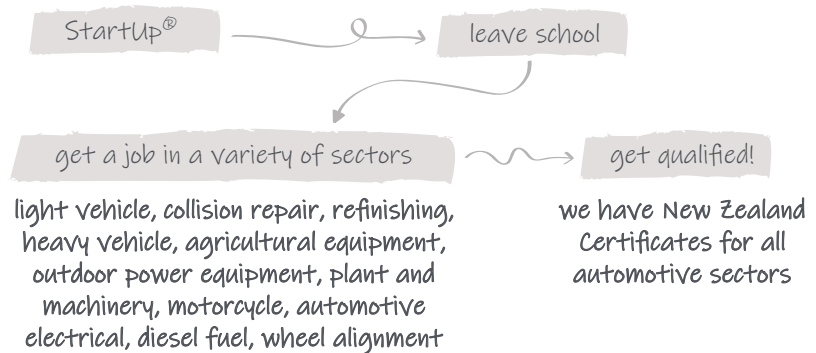 StartUp®
leave school
get a job in a variety of sectors
get qualified!
light vehicle, collision repair, refinishing,
heavy vehicle, agricultural equipment,
outdoor power equipment, plant and
machinery, motorcycle, automotive
electrical, diesel fuel, wheel alignment
we have New Zealand
Certificates for all
automotive sectors